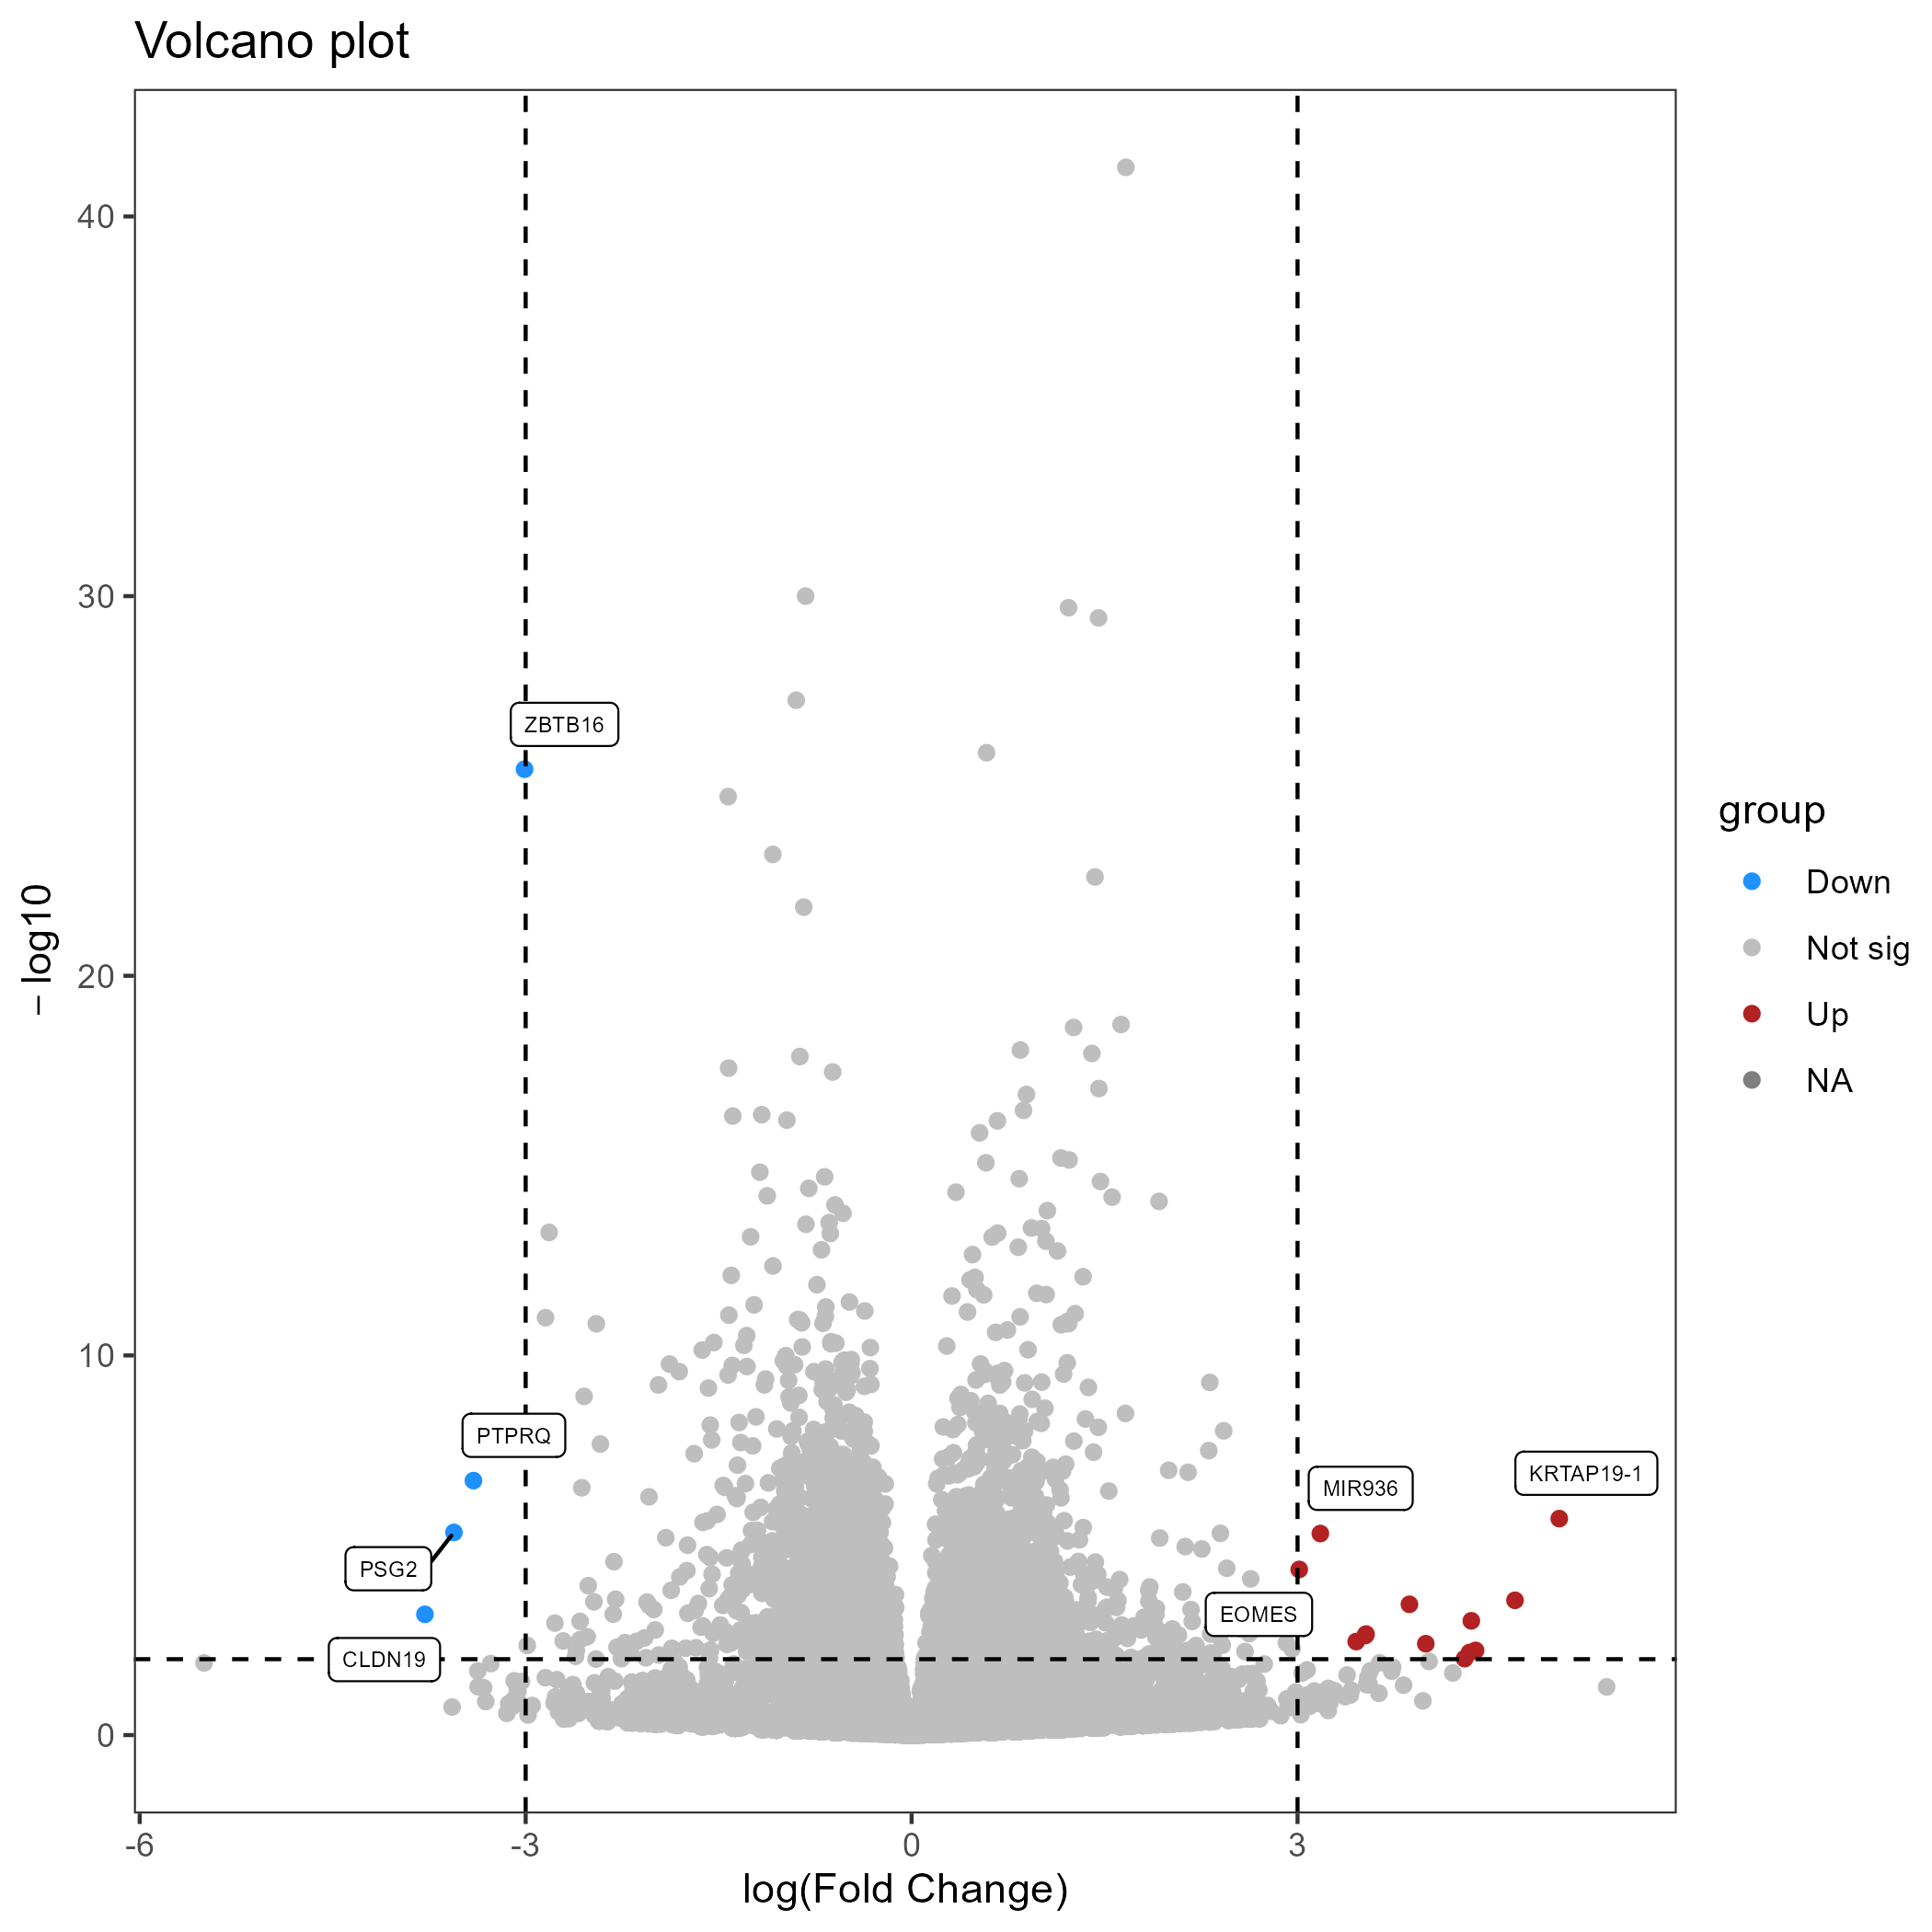 Volcano plot
− log10
40
30
20
10
0
ZBTB16
PTPRQ
PSG2
CLDN19
MIR936
KRTAP19-1
EOMES
-6
-3
0
3
log(Fold Change)
group
Down
Not sig
Up
NA